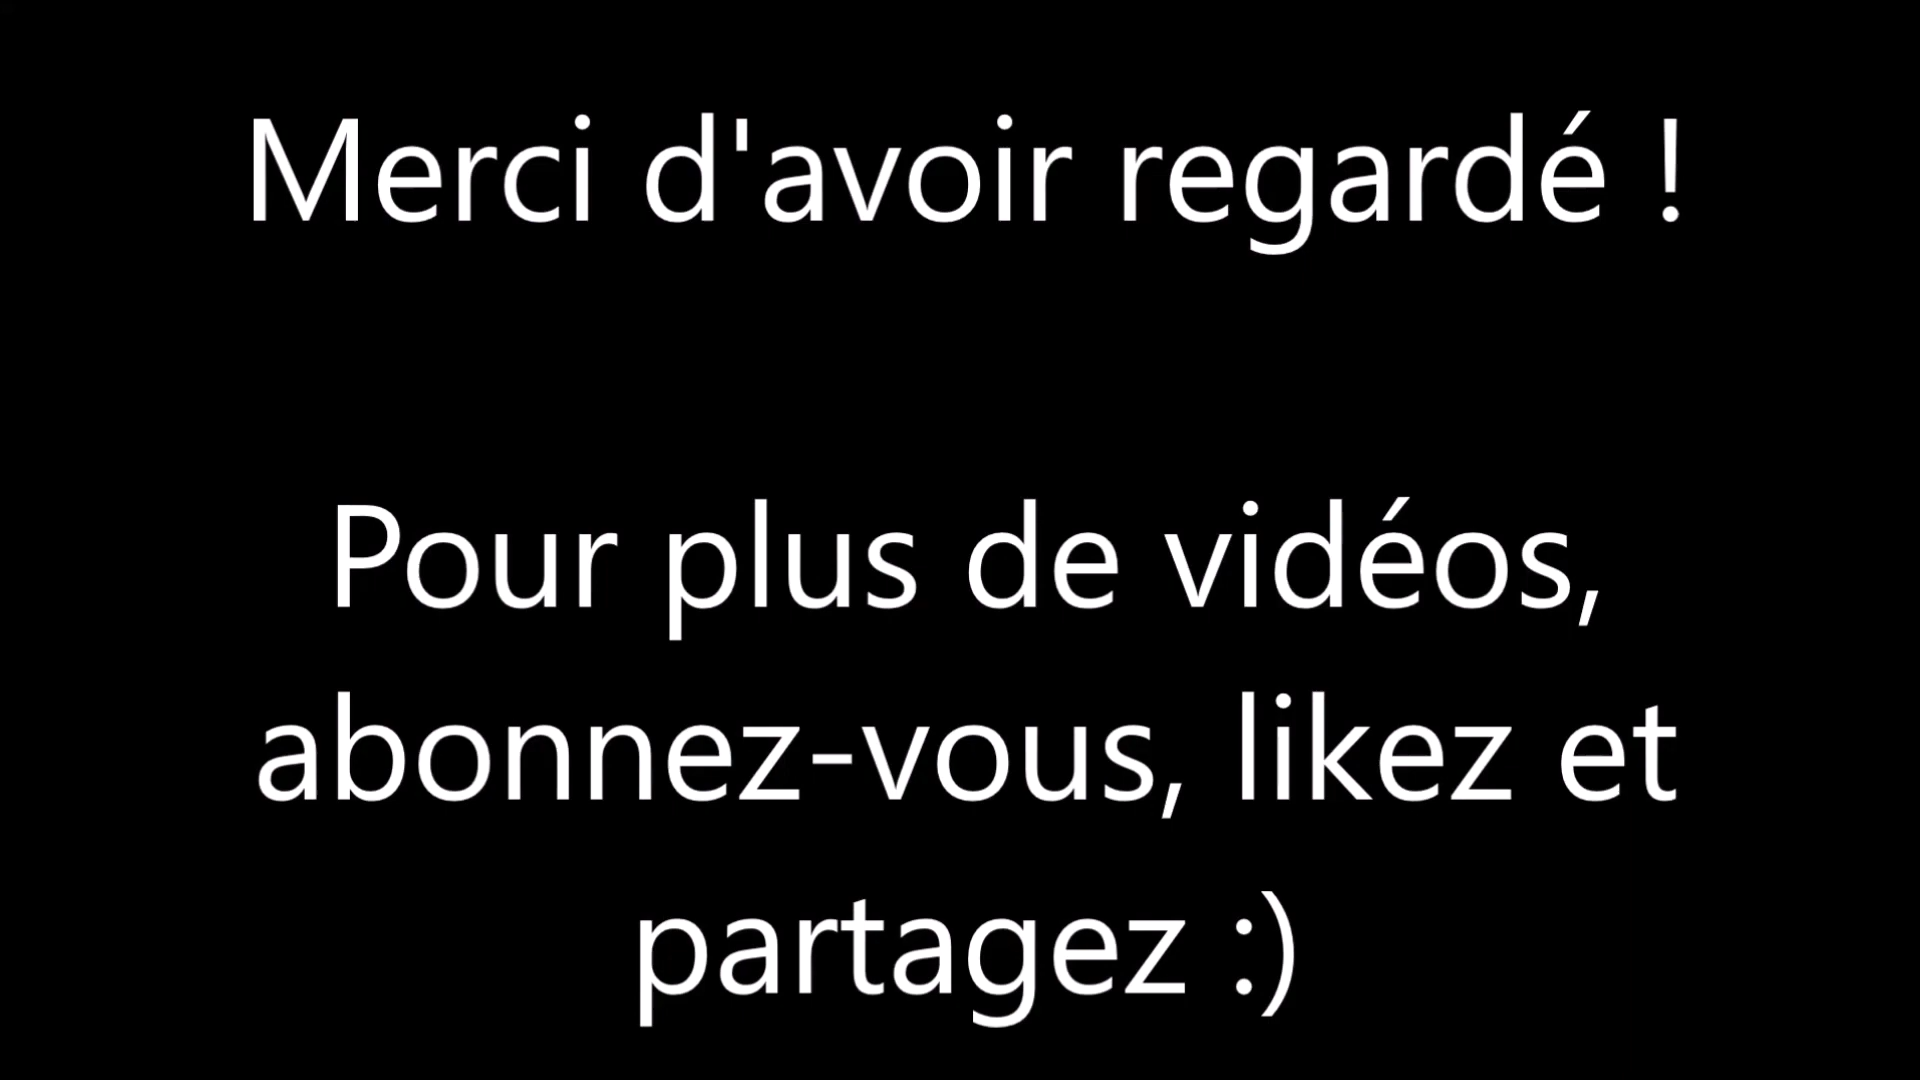 Merci d'avoir regardé !
Pour plus de vidéos,
abonnez-vous, likez et
partagez :)